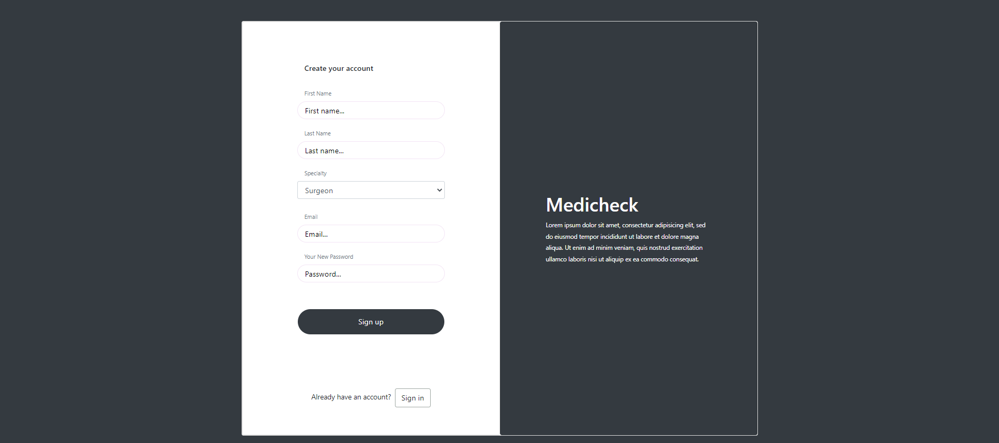 Create your account
First Name
First name...
Last Name
Last name...
Specialty
Surgeon
Email
Email...
Your New Password
Password...
Sign up
Already have an account? Sign in
Medicheck
Lorem ipsum dolor sit amet, consectetur adipisicing elit, sed
do eiusmod tempor incididunt ut labore et dolore magna
aliqua. Ut enim ad minim veniam, quis nostrud exercitation
ullamco laboris nisi ut aliquip ex ea commodo consequat.